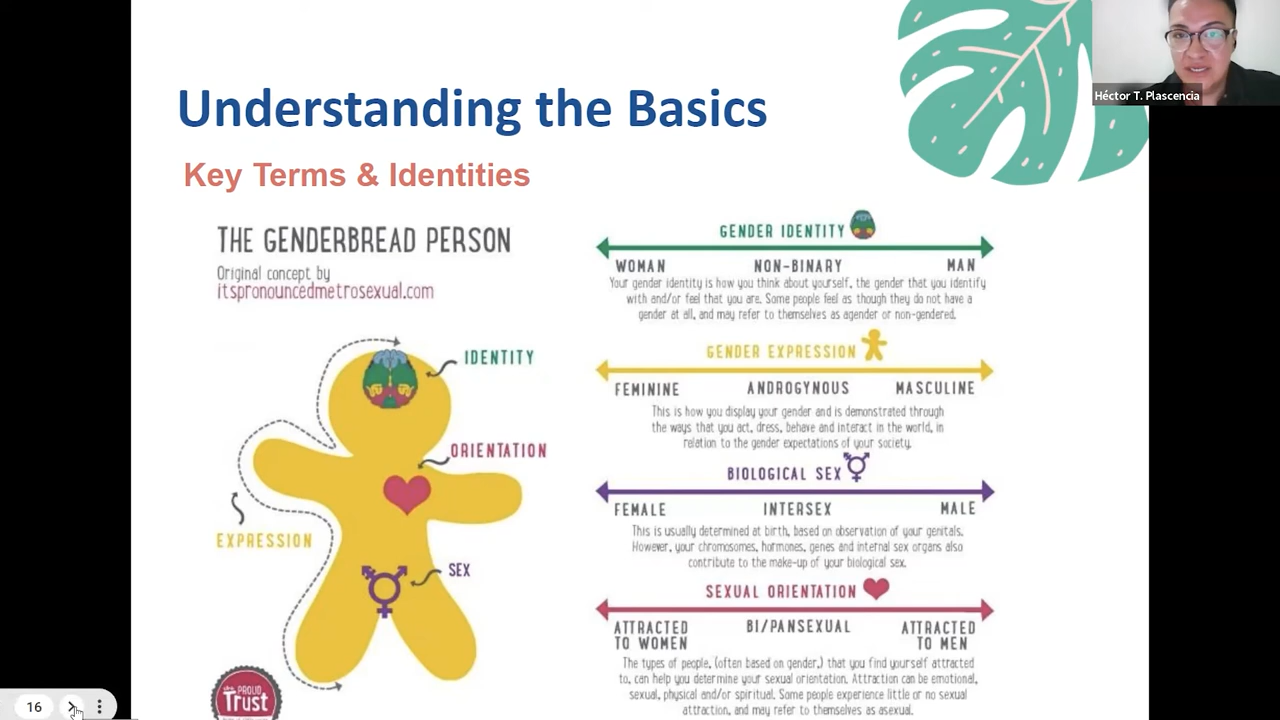 Héctor T. Plascencia
Understanding the Basics
Key Terms & Identities
THE GENDERBREAD PERSON
Original concept by
itspronouncedmetrosexual.com
IDENTITY
ORIENTATION
EXPRESSION
SEX
PROUD
Trust
GENDER IDENTITY
WOMAN NON-BINARY MAN
Your gender identity is how you think about yourself, the gender that you identify
with and/or feel that you are. Some people feel as though they do not have a
gender at all, and may refer to themselves as agender or non-gendered.
GENDER EXPRESSION
FEMININE ANDROGYNOUS MASCULINE
This is how you display your gender and is demonstrated through
the ways that you act, dress, behave and interact in the world, in
relation to the gender expectations of your society.
BIOLOGICAL SEX
FEMALE INTERSEX MALE
This is usually determined at birth, based on observation of your genitals.
However, your chromosomes, hormones, genes and internal sex organs also
contribute to the make-up of your biological sex.
SEXUAL ORIENTATION
ATTRACTED TO WOMEN BI/PANSEXUAL ATTRACTED TO MEN
The types of people, (often based on gender,) that you find yourself attracted
to, can help you determine your sexual orientation. Attraction can be emotional,
sexual, physical and/or spiritual. Some people experience little or no sexual
attraction, and may refer to themselves as asexual.
16